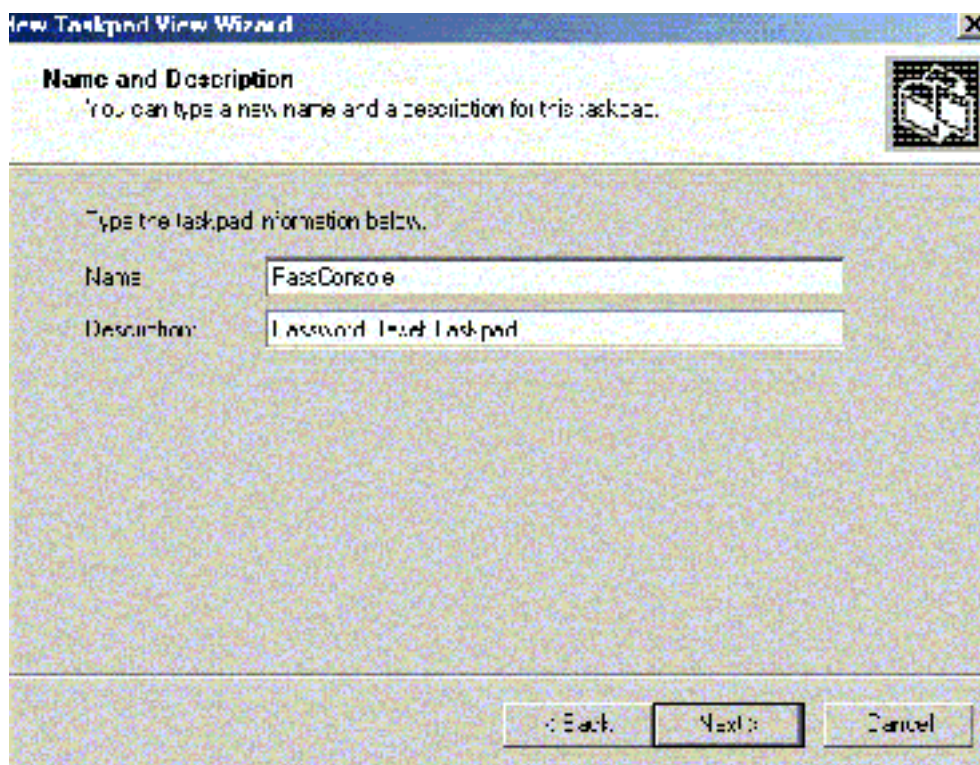 New Taskpad View Wizard
Name and Description
You can type a new name and a description for this taskpad.
Type the taskpad information below.
Name
PassConsole
Description:
Password Reset Taskpad
< Back
Next >
Cancel